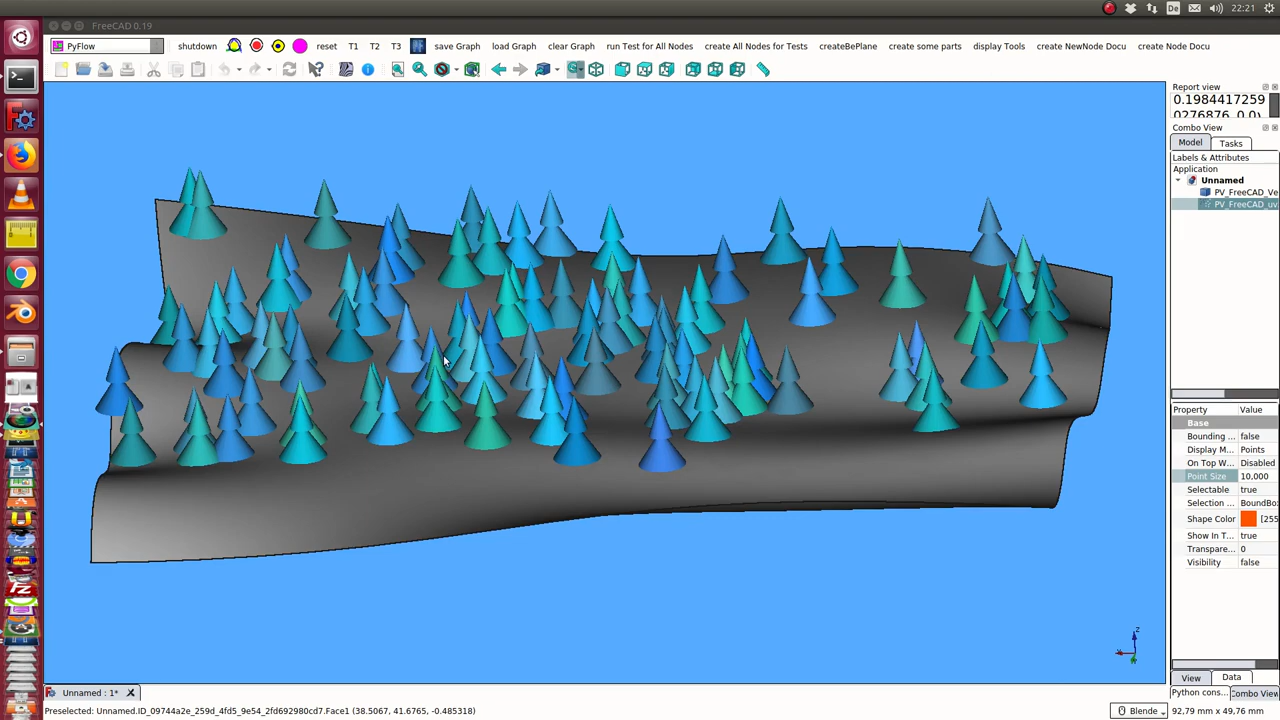 FreeCAD 0.19
De
22:21
PyFlow
shutdown
reset
T1
T2
T3
save Graph
load Graph
clear Graph
run Test for All Nodes
create All Nodes for Tests
createBePlane
create some parts
display Tools
create NewNode Docu
create Node Docu
Report view
0.1984417259
0276876, 0.0)
Combo View
Model
Tasks
Labels & Attributes
Application
Unnamed
PV_FreeCAD_Ve
PV_FreeCAD_uv
Property Value
Base
Bounding ... false
Display M... Points
On Top W... Disabled
Point Size 10,000
Selectable true
Selection ... BoundBo
Shape Color [255
Show In T... true
Transpare... 0
Visibility false
View
Data
Unnamed : 1*
Python cons...
Combo View
Preselected: Unnamed.ID_09744a2e_259d_4fd5_9e54_2fd692980cd7.Face1 (38.5067, 41.6765, -0.485318)
Blende...
92,79 mm x 49,76 mm